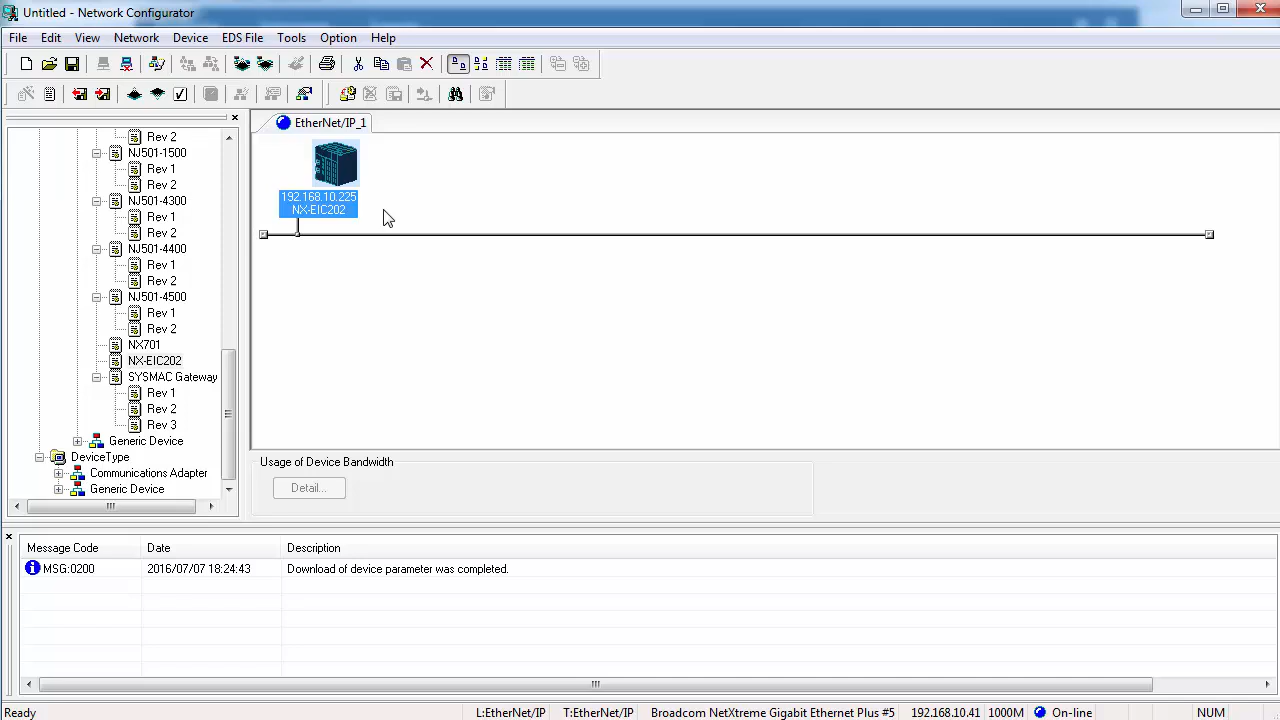 Untitled - Network Configurator
File Edit View Network Device EDS File Tools Option Help
EtherNet/IP_1
192.168.10.225
NX-EIC202
Rev 2
NJ501-1500
Rev 1
Rev 2
NJ501-4300
Rev 1
Rev 2
NJ501-4400
Rev 1
Rev 2
NJ501-4500
Rev 1
Rev 2
NX701
NX-EIC202
SYSMAC Gateway
Rev 1
Rev 2
Rev 3
Generic Device
DeviceType
Communications Adapter
Generic Device
Usage of Device Bandwidth
Detail...
Message Code Date Description
MSG:0200 2016/07/07 18:24:43 Download of device parameter was completed.
Ready L:EtherNet/IP T:EtherNet/IP Broadcom NetXtreme Gigabit Ethernet Plus #5 192.168.10.41 1000M On-line NUM